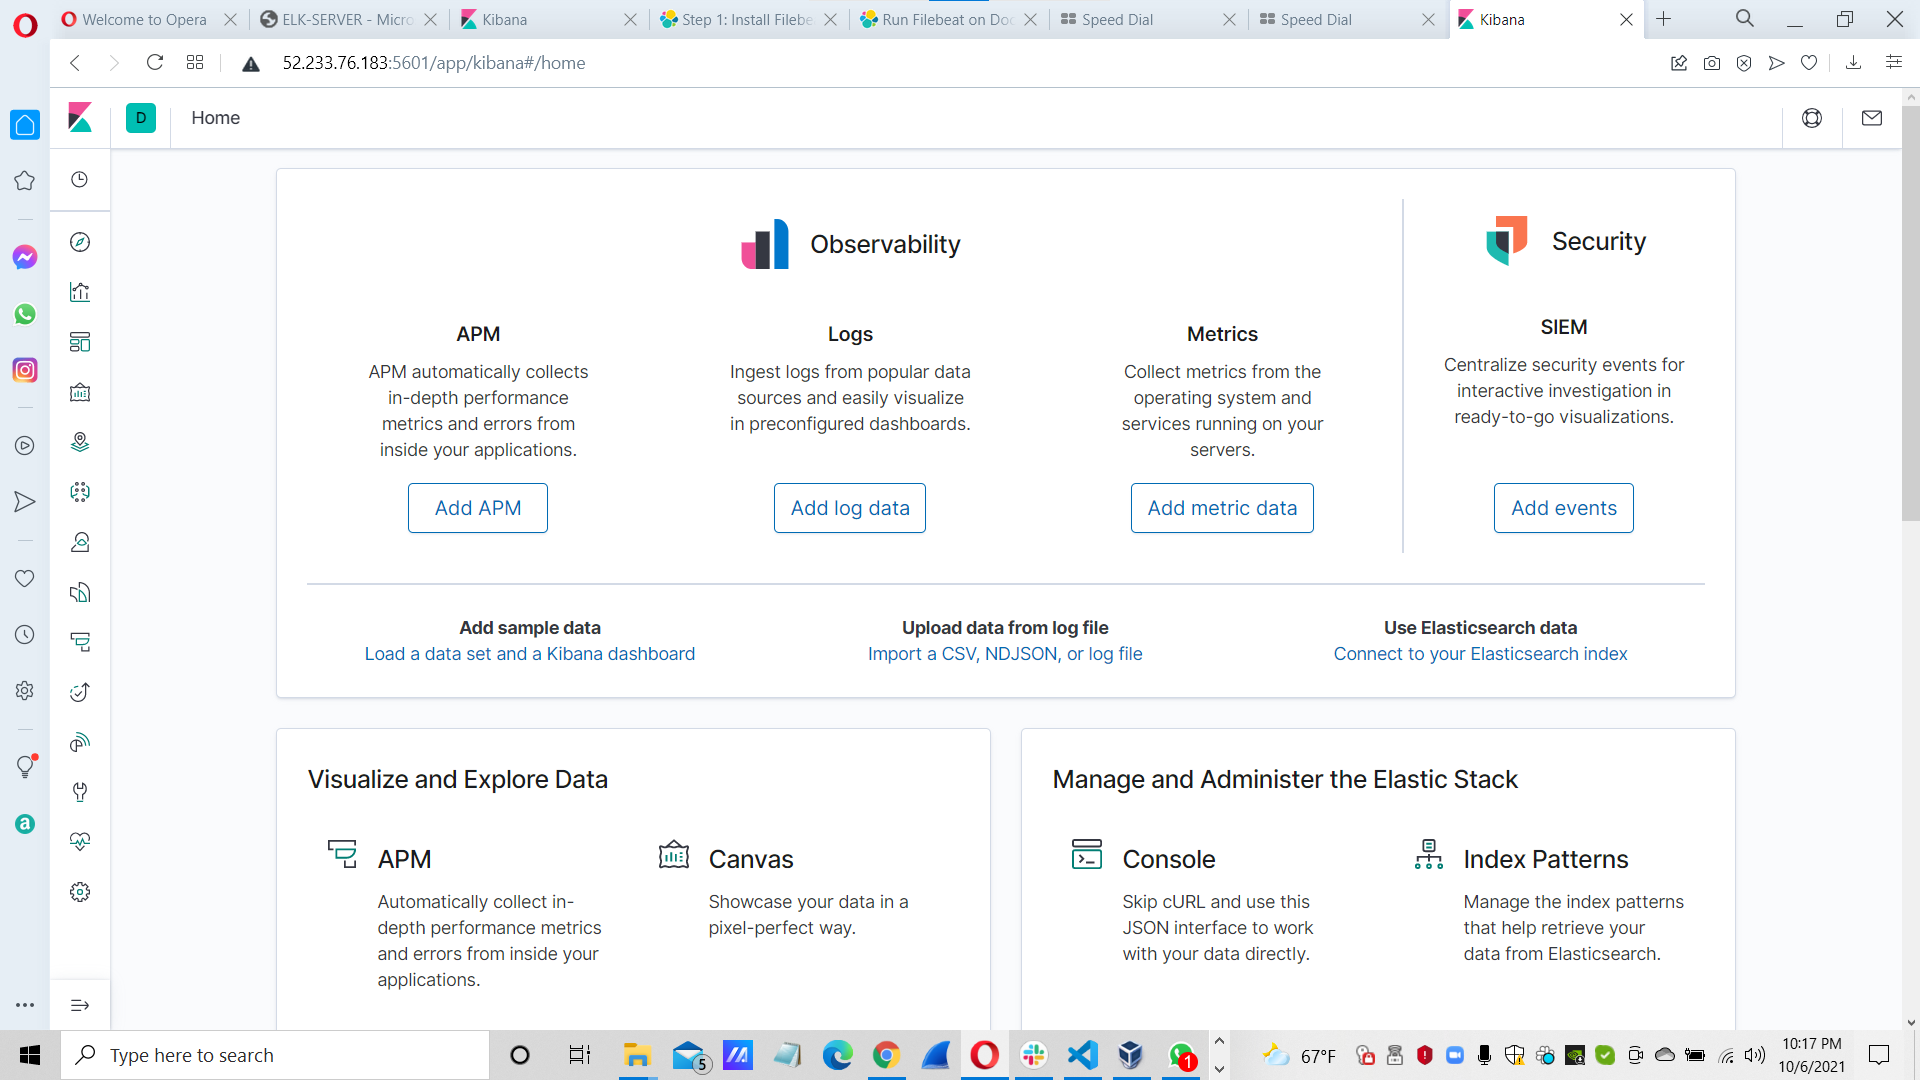 Welcome to Opera
ELK-SERVER - Micro
Kibana
Step 1: Install Filebe
Run Filebeat on Doc
Speed Dial
Speed Dial
Kibana
52.233.76.183:5601/app/kibana#/home
D
Home
Observability
Security
APM
APM automatically collects
in-depth performance
metrics and errors from
inside your applications.
Add APM
Logs
Ingest logs from popular data
sources and easily visualize
in preconfigured dashboards.
Add log data
Metrics
Collect metrics from the
operating system and
services running on your
servers.
Add metric data
SIEM
Centralize security events for
interactive investigation in
ready-to-go visualizations.
Add events
Add sample data
Load a data set and a Kibana dashboard
Upload data from log file
Import a CSV, NDJSON, or log file
Use Elasticsearch data
Connect to your Elasticsearch index
Visualize and Explore Data
APM
Automatically collect in-
depth performance metrics
and errors from inside your
applications.
Canvas
Showcase your data in a
pixel-perfect way.
Manage and Administer the Elastic Stack
Console
Skip cURL and use this
JSON interface to work
with your data directly.
Index Patterns
Manage the index patterns
that help retrieve your
data from Elasticsearch.
a
Type here to search
5
1
67°F
10:17 PM
10/6/2021